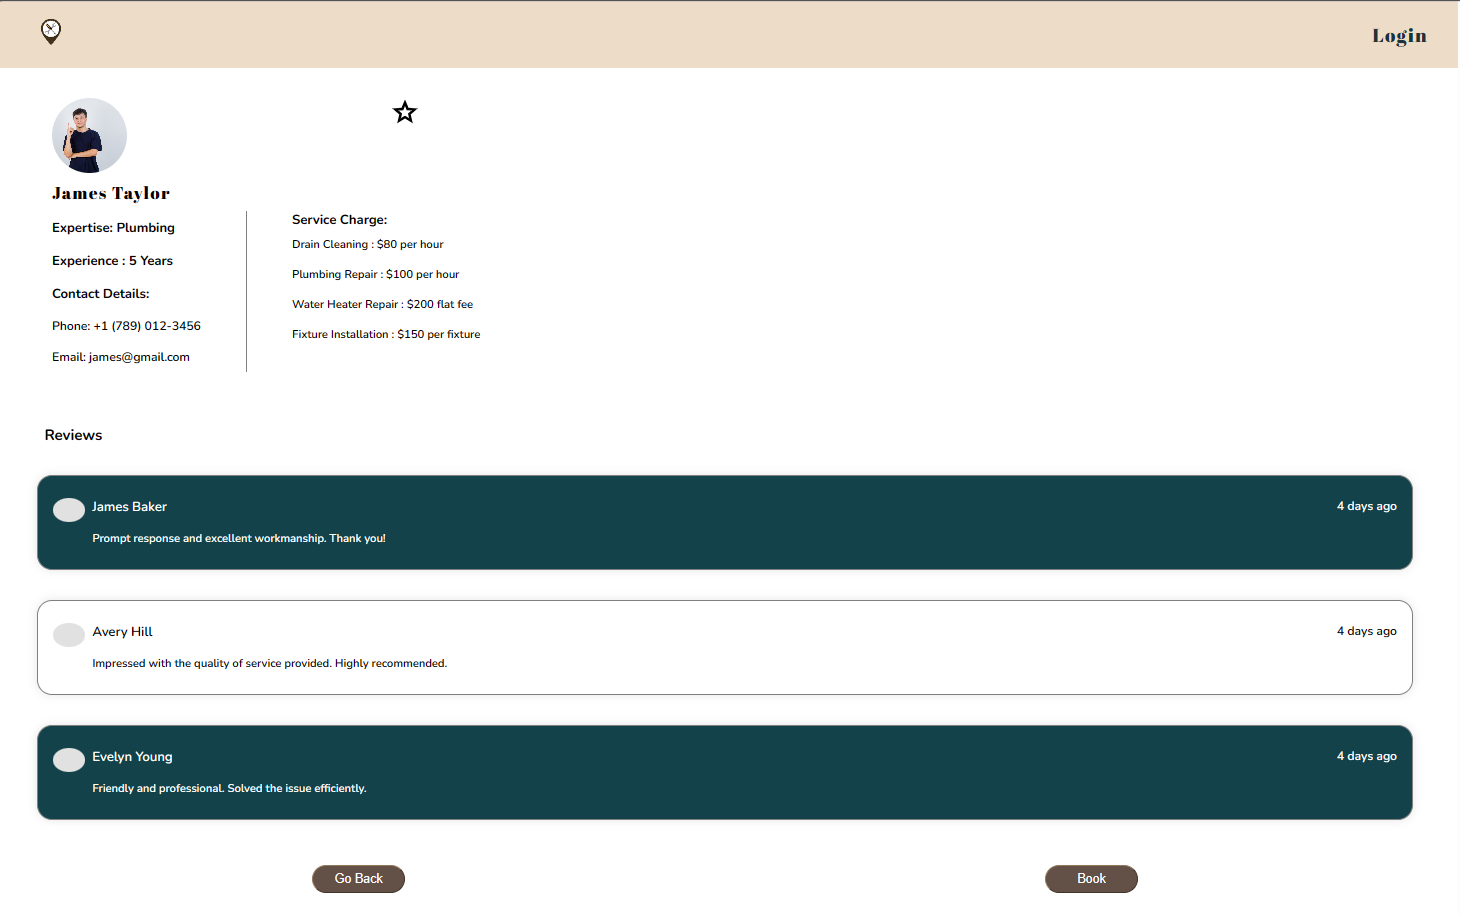 Login
James Taylor
Expertise: Plumbing
Experience : 5 Years
Contact Details:
Phone: +1 (789) 012-3456
Email: james@gmail.com
Service Charge:
Drain Cleaning : $80 per hour
Plumbing Repair : $100 per hour
Water Heater Repair : $200 flat fee
Fixture Installation : $150 per fixture
Reviews
James Baker
4 days ago
Prompt response and excellent workmanship. Thank you!
Avery Hill
4 days ago
Impressed with the quality of service provided. Highly recommended.
Evelyn Young
4 days ago
Friendly and professional. Solved the issue efficiently.
Go Back
Book